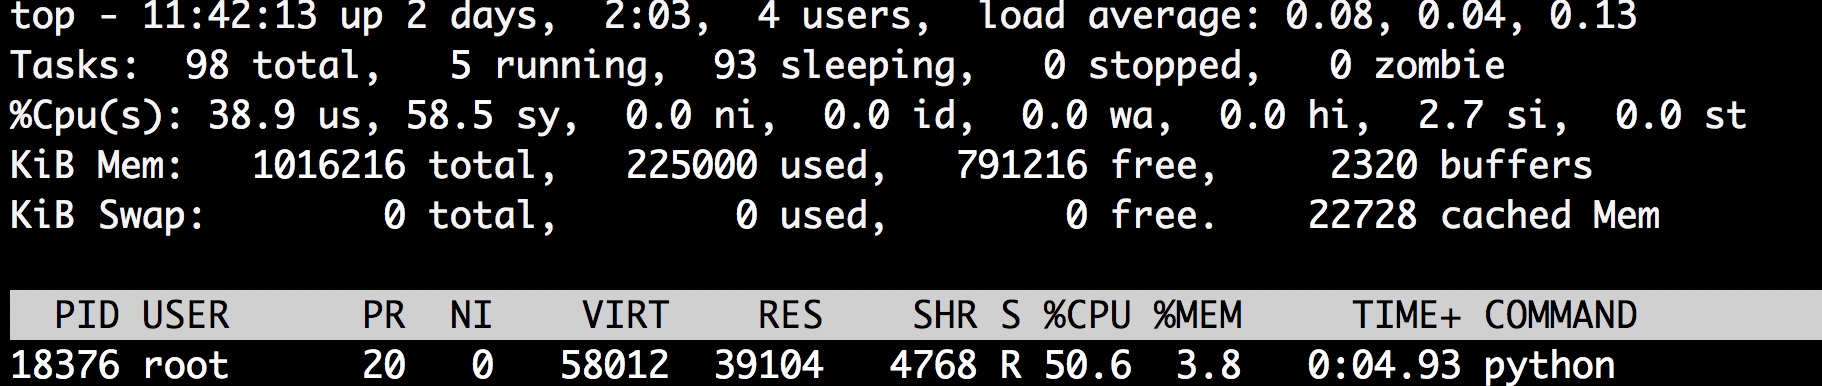 top - 11:42:13 up 2 days,  2:03,  4 users,  load average: 0.08, 0.04, 0.13
Tasks:  98 total,   5 running,  93 sleeping,   0 stopped,   0 zombie
%Cpu(s): 38.9 us, 58.5 sy,  0.0 ni,  0.0 id,  0.0 wa,  0.0 hi,  2.7 si,  0.0 st
KiB Mem:   1016216 total,   225000 used,   791216 free,     2320 buffers
KiB Swap:        0 total,        0 used,        0 free.    22728 cached Mem
  PID USER      PR  NI    VIRT    RES    SHR S %CPU %MEM     TIME+ COMMAND
18376 root      20   0   58012  39104   4768 R 50.6  3.8   0:04.93 python